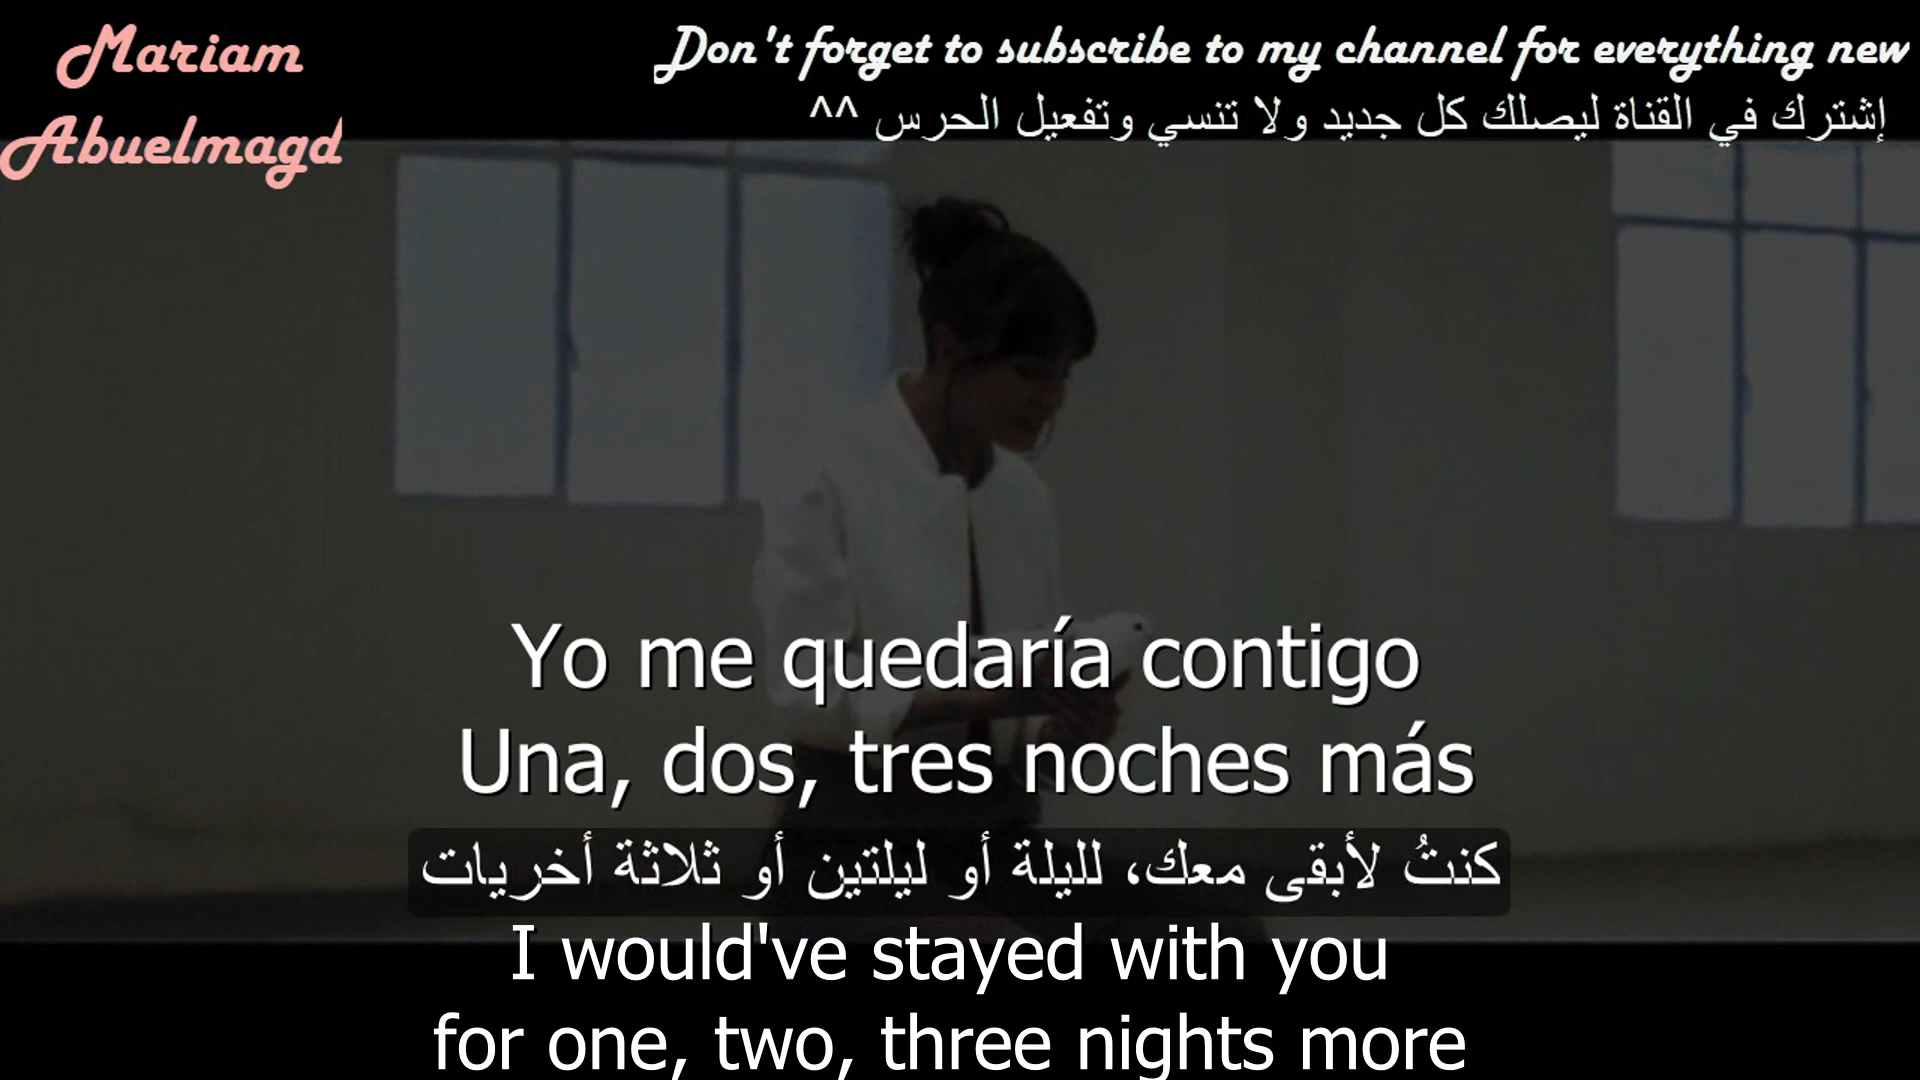 Mariam
Abuelmagd
Don't forget to subscribe to my channel for everything new
إشترك في القناة ليصلك كل جديد ولا تنسي وتفعيل الحرس ^^
Yo me quedaría contigo
Una, dos, tres noches más
كنتُ لأبقى معك، لليلة أو ليلتين أو ثلاثة أخريات
I would've stayed with you
for one, two, three nights more